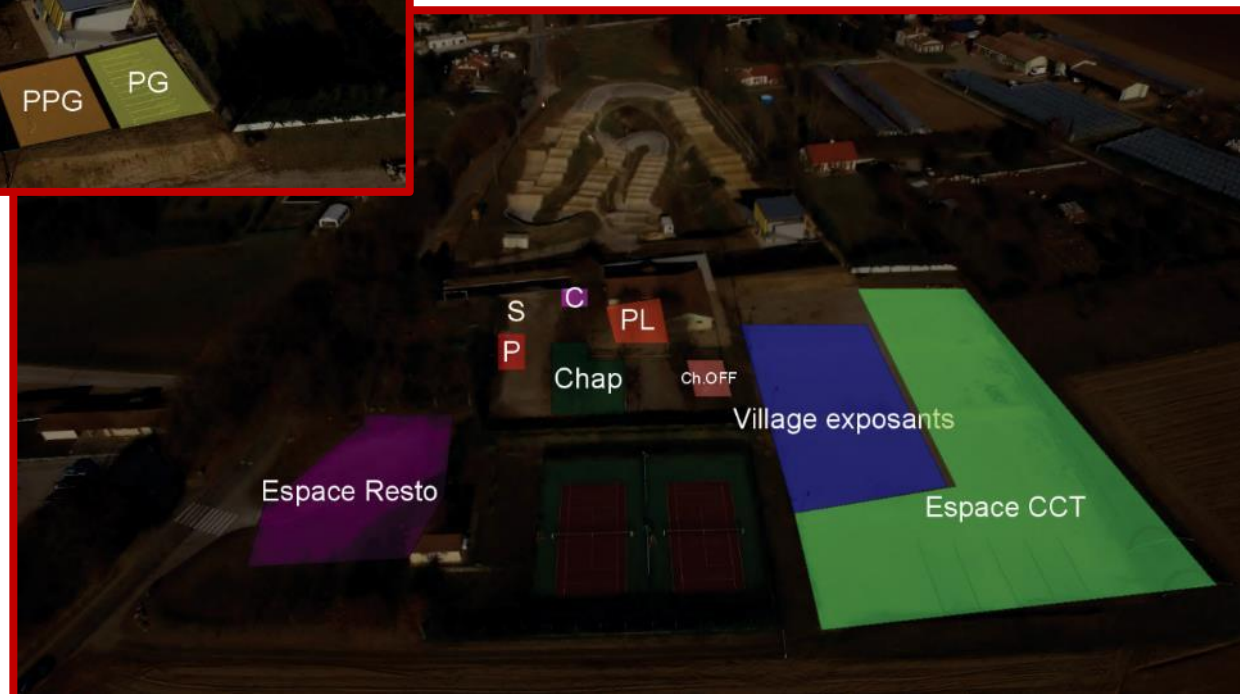 PPG
PG
C
S
PL
P
Chap
Ch.OFF
Village exposants
Espace Resto
Espace CCT